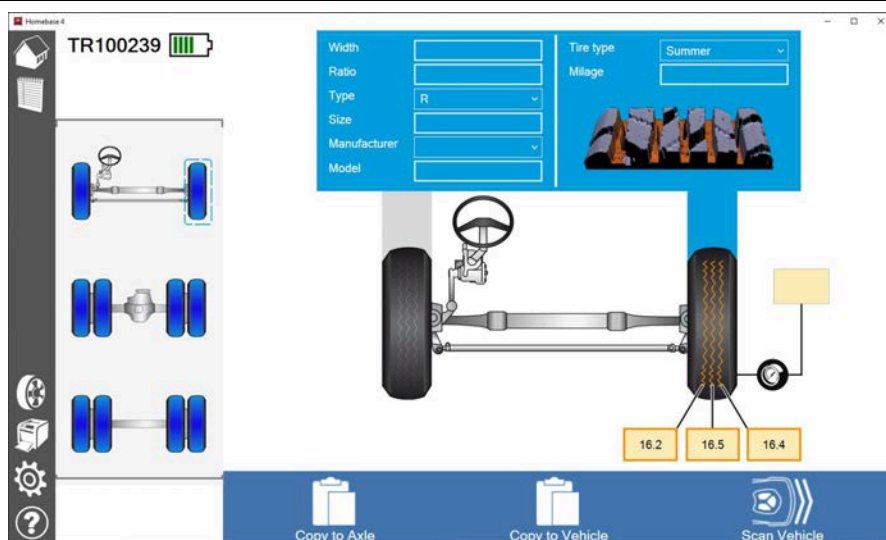 Homebase 4
TR100239
Width
Ratio
Type
R
Size
Manufacturer
Model
Tire type
Summer
Milage
16.2
16.5
16.4
Copy to Axle
Copy to Vehicle
Scan Vehicle